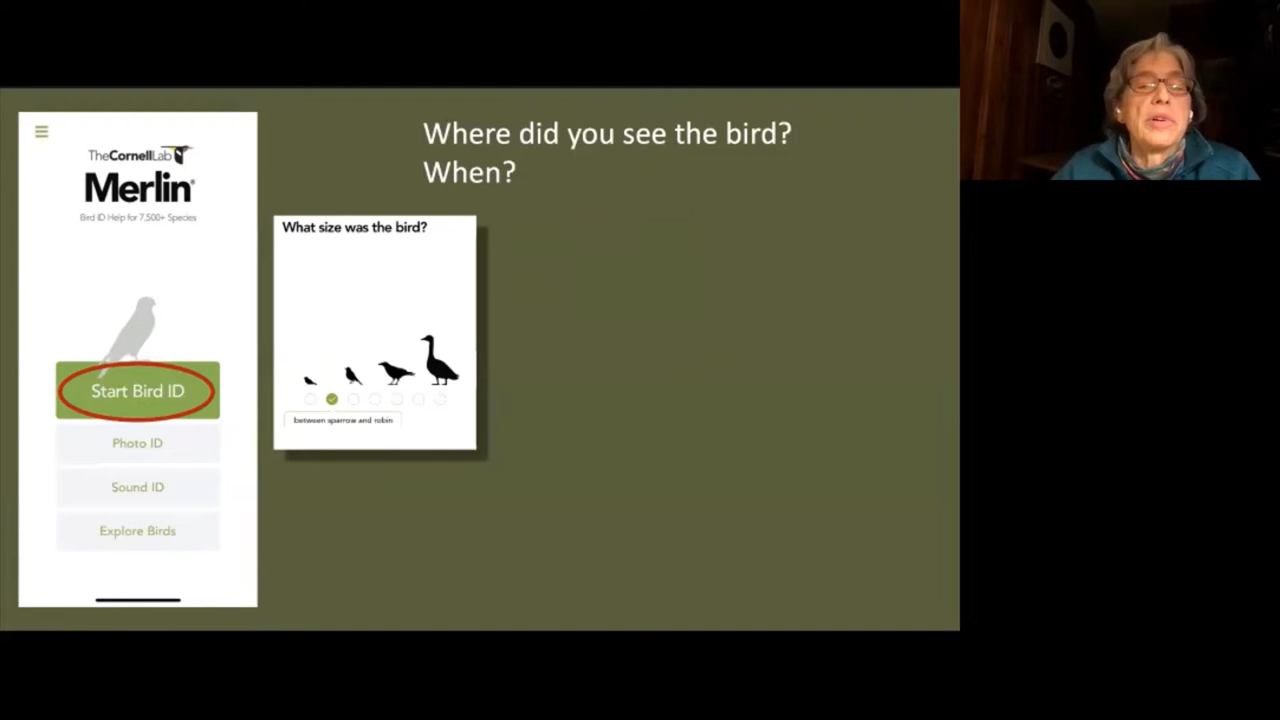 TheCornellLab
Merlin®
Bird ID Help for 7,500+ Species
Start Bird ID
Photo ID
Sound ID
Explore Birds
Where did you see the bird?
When?
What size was the bird?
between sparrow and robin